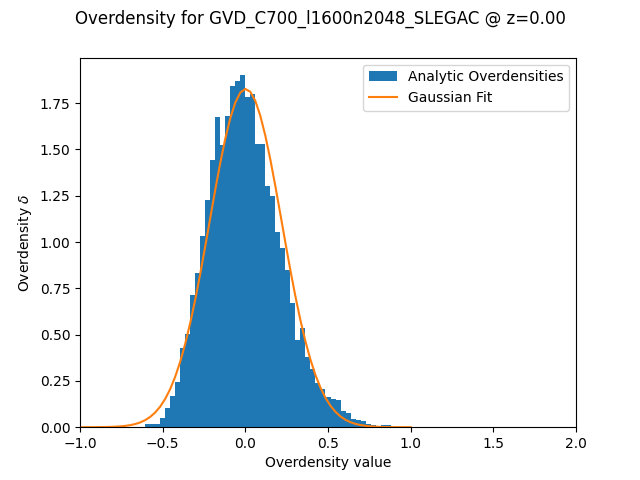 Overdensity for GVD_C700_l1600n2048_SLEGAC @ z=0.00
Analytic Overdensities
Gaussian Fit
Overdensity δ
1.75
1.50
1.25
1.00
0.75
0.50
0.25
0.00
−1.0 −0.5 0.0 0.5 1.0 1.5 2.0
Overdensity value